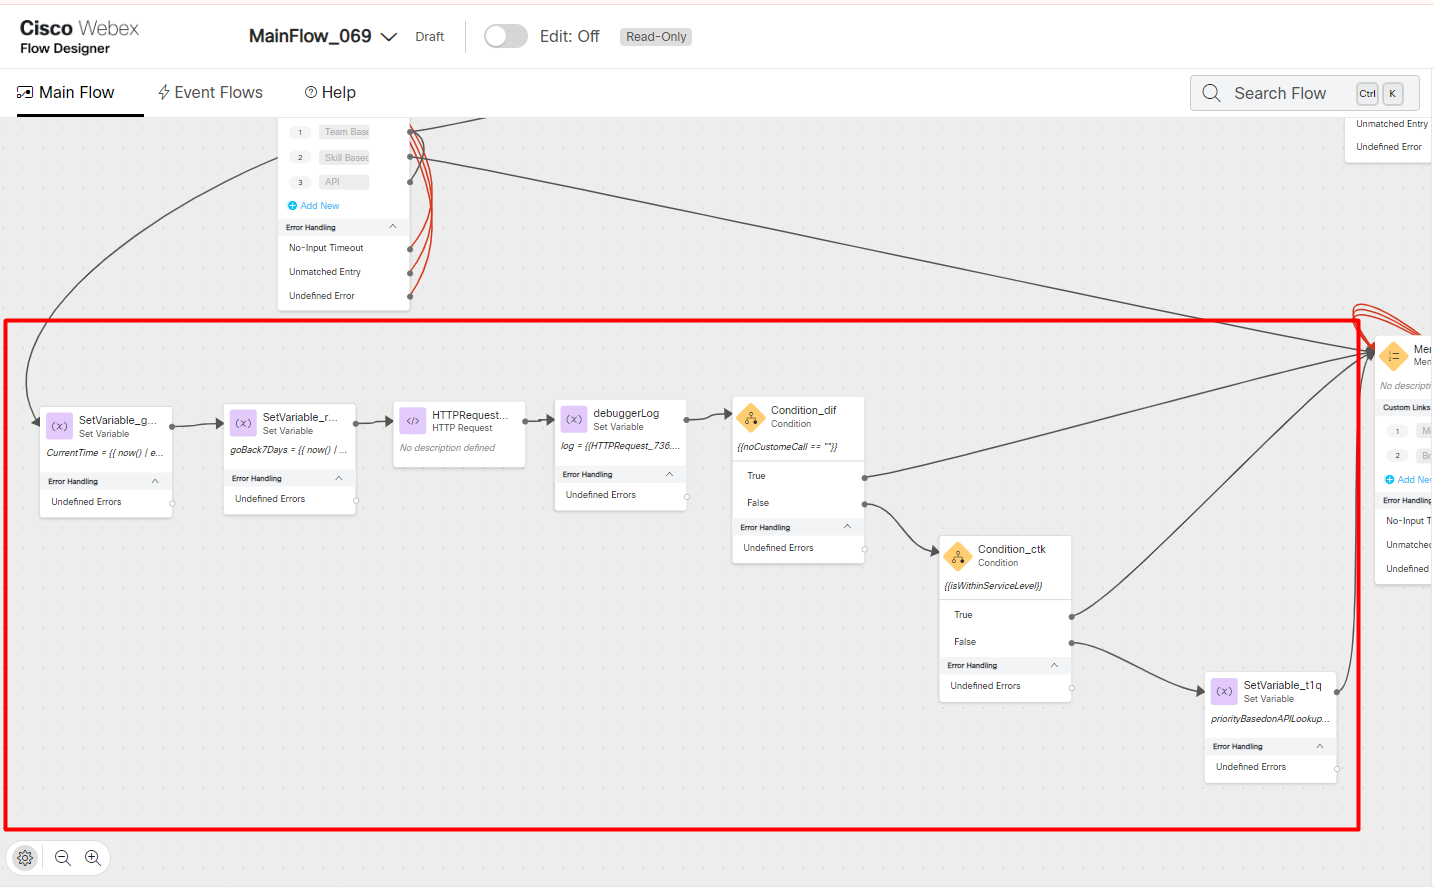 Cisco Webex
Flow Designer
MainFlow_069
Draft
Edit: Off
Read-Only
Main Flow
Event Flows
Help
Search Flow
Ctrl
K
1
Team Base
2
Skill Based
3
API
Add New
Error Handling
No-Input Timeout
Unmatched Entry
Undefined Error
Unmatched Entry
Undefined Error
SetVariable_g...
Set Variable
CurrentTime = {{ now() | e...
Error Handling
Undefined Errors
SetVariable_r...
Set Variable
goBack7Days = {{ now() | ...
Error Handling
Undefined Errors
HTTPRequest...
HTTP Request
No description defined
debuggerLog
Set Variable
log = {{HTTPRequest_736....
Error Handling
Undefined Errors
Condition_dif
Condition
{{noCustomeCall == ""}}
True
False
Error Handling
Undefined Errors
Condition_ctk
Condition
{{isWithinServiceLevel}}
True
False
Error Handling
Undefined Errors
SetVariable_t1q
Set Variable
priorityBasedonAPILookup...
Error Handling
Undefined Errors
Men
Men
No descripti
Custom Links
1
Me
2
Br
Add New
Error Handling
No-Input T
Unmatched
Undefined